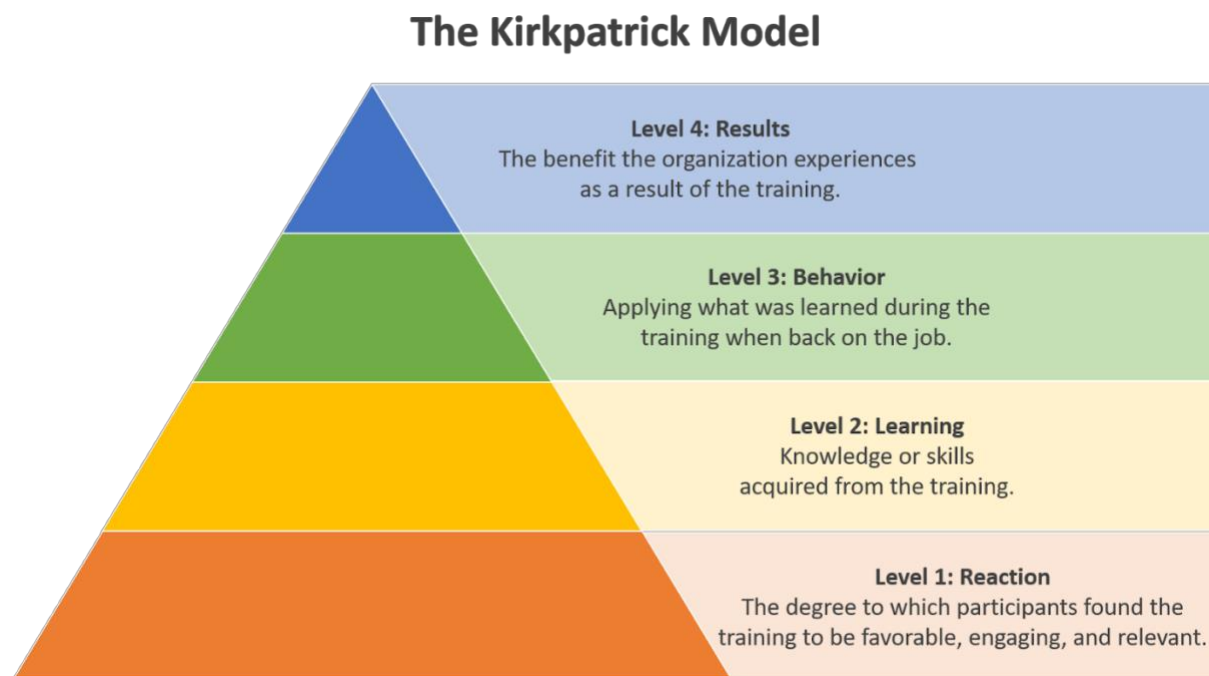 The Kirkpatrick Model
Level 4: Results
The benefit the organization experiences
as a result of the training.
Level 3: Behavior
Applying what was learned during the
training when back on the job.
Level 2: Learning
Knowledge or skills
acquired from the training.
Level 1: Reaction
The degree to which participants found the
training to be favorable, engaging, and relevant.